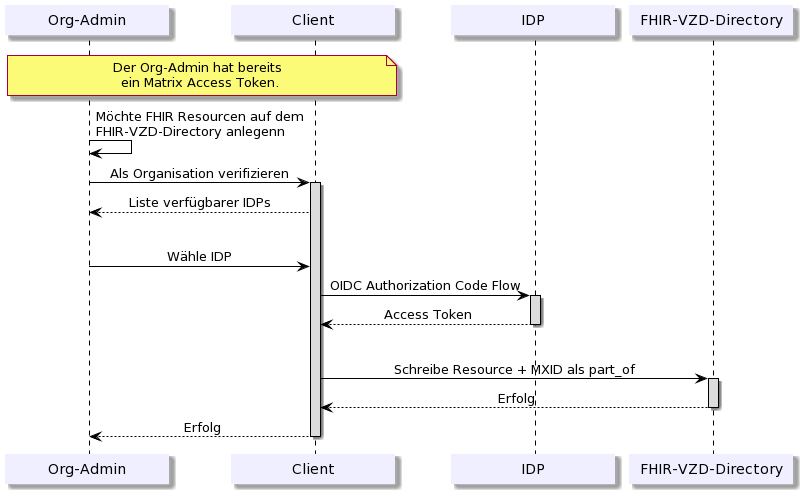 Org-Admin
Client
IDP
FHIR-VZD-Directory
Der Org-Admin hat bereits
ein Matrix Access Token.
Möchte FHIR Resourcen auf dem
FHIR-VZD-Directory anlegenn
Als Organisation verifizieren
Liste verfügbarer IDPs
Wähle IDP
OIDC Authorization Code Flow
Access Token
Schreibe Resource + MXID als part_of
Erfolg
Erfolg
Org-Admin
Client
IDP
FHIR-VZD-Directory